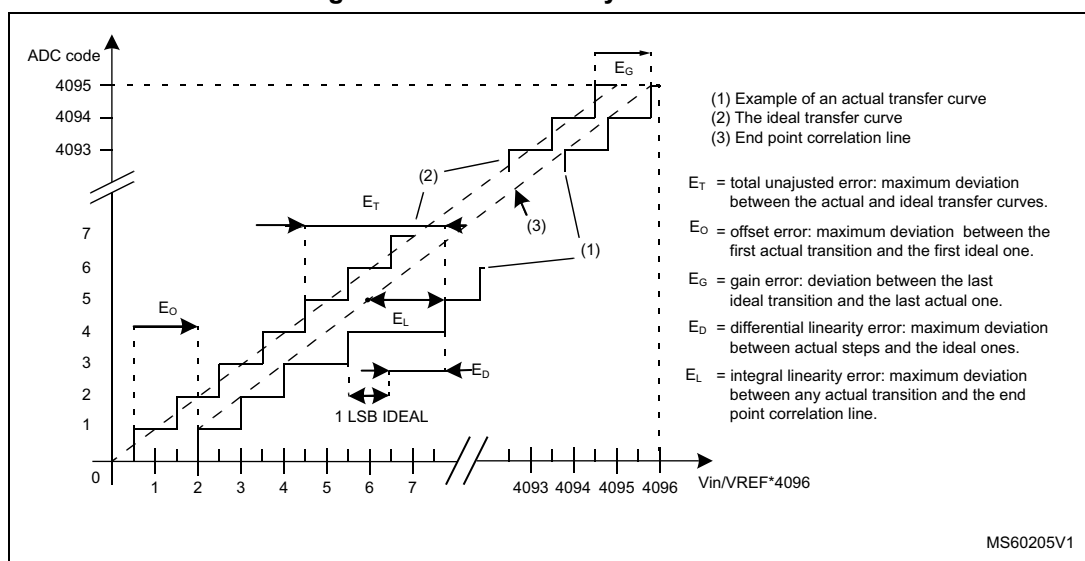 ADC code
4095
4094
4093
7
6
5
4
3
2
1
0
1 2 3 4 5 6 7 4093 4094 4095 4096
Vin/VREF*4096
EG
(2)
ET
(3)
(1)
EO
EL
ED
1 LSB IDEAL
(1) Example of an actual transfer curve
(2) The ideal transfer curve
(3) End point correlation line
ET = total unajusted error: maximum deviation
between the actual and ideal transfer curves.
EO = offset error: maximum deviation between the
first actual transition and the first ideal one.
EG = gain error: deviation between the last
ideal transition and the last actual one.
ED = differential linearity error: maximum deviation
between actual steps and the ideal ones.
EL = integral linearity error: maximum deviation
between any actual transition and the end
point correlation line.
MS60205V1